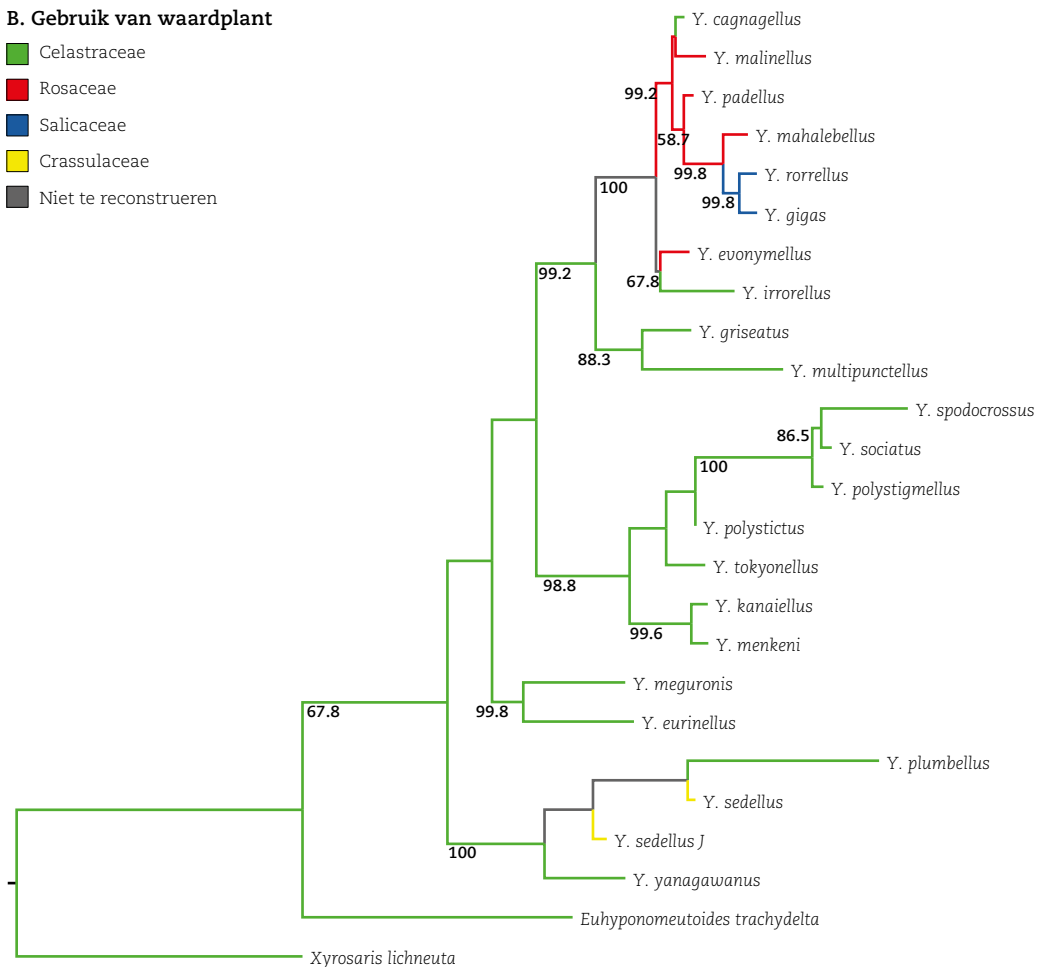 B. Gebruik van waardplant
Celastraceae
Rosaceae
Salicaceae
Crassulaceae
Niet te reconstrueren
Y. cagnagellus
Y. malinellus
99.2
Y. padellus
58.7
Y. mahalebellus
99.8
Y. rorrellus
100
99.8
Y. gigas
Y. evonymellus
99.2
67.8
Y. irrorellus
Y. griseatus
88.3
Y. multipunctellus
Y. spodocrossus
86.5
Y. sociatus
100
Y. polystigmellus
Y. polystictus
Y. tokyonellus
98.8
Y. kanaiellus
99.6
Y. menkeni
Y. meguronis
67.8
99.8
Y. eurinellus
Y. plumbellus
Y. sedellus
Y. sedellus J
100
Y. yanagawanus
Euhyponomeutoides trachydelta
Xyrosaris lichneuta